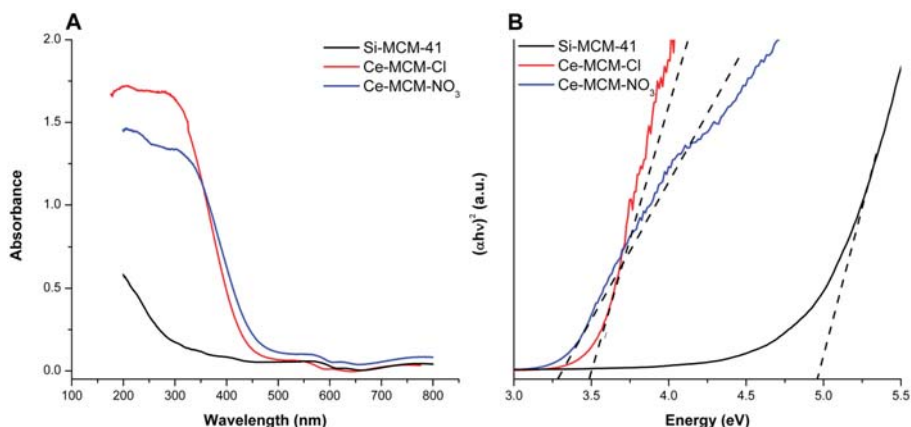 A
Si-MCM-41
Ce-MCM-Cl
Ce-MCM-NO₃
2.0
1.5
1.0
0.5
0.0
Absorbance
100 200 300 400 500 600 700 800
Wavelength (nm)
B
Si-MCM-41
Ce-MCM-Cl
Ce-MCM-NO₃
(αhν)² (a.u.)
3.0 3.5 4.0 4.5 5.0 5.5
Energy (eV)